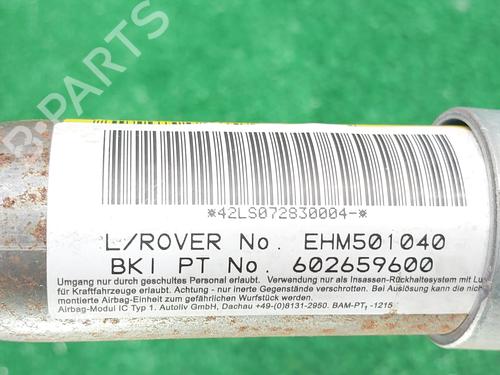 B-PARTS
*42LS072830004-*
L/ROVER No. EHM501040
BKI PT No. 602659600
Umgang nur durch geschultes Personal erlaubt. Verwendung nur als Insassen-Rückhaltesystem mit Lu
für Kraftfahrzeuge erlaubt. Achtung - nur inerte Gegenstände verschrotten. Bei Auslösung kann die nich
montierte Airbag-Einheit zum gefährlichen Wurfstück werden.
Airbag-Modul IC Typ 1. Autoliv GmbH, Dachau +49-(0)8131-2950. BAM-PT₁ -1215